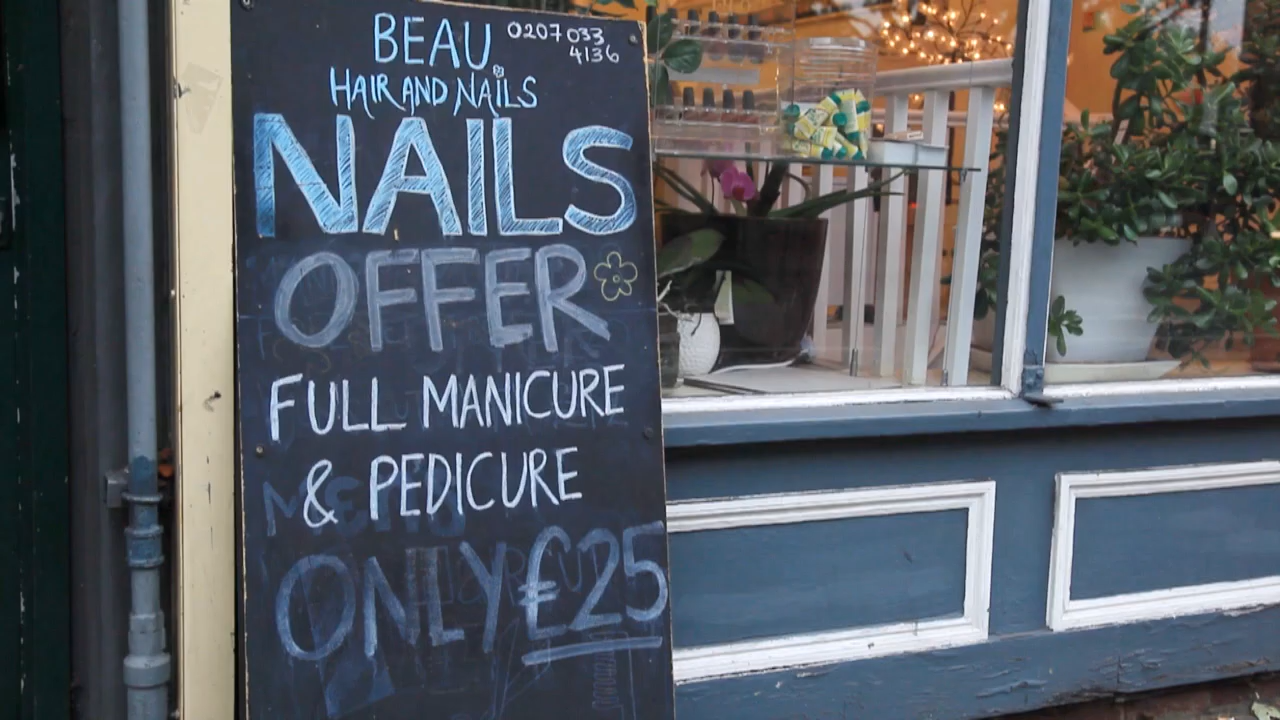 BEAU
0207 033
4136
HAIR AND NAILS
NAILS
OFFER
FULL MANICURE
& PEDICURE
ONLY £25